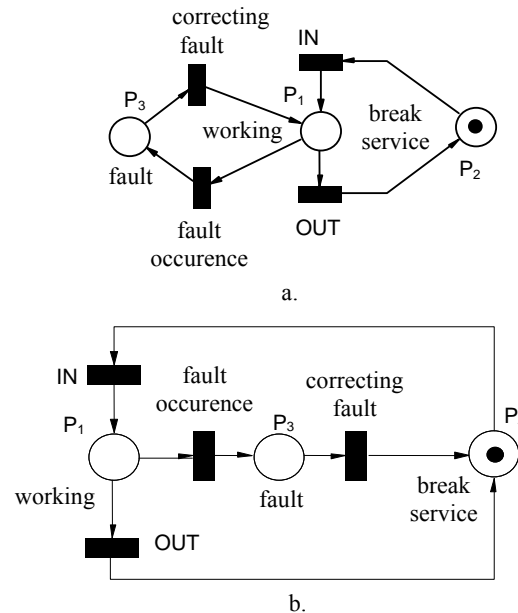 correcting
fault
IN
P3
P1
working
break
service
fault
P2
fault
occurence
OUT
a.
IN
fault
occurence
correcting
fault
P1
P3
P
working
fault
break
service
OUT
b.